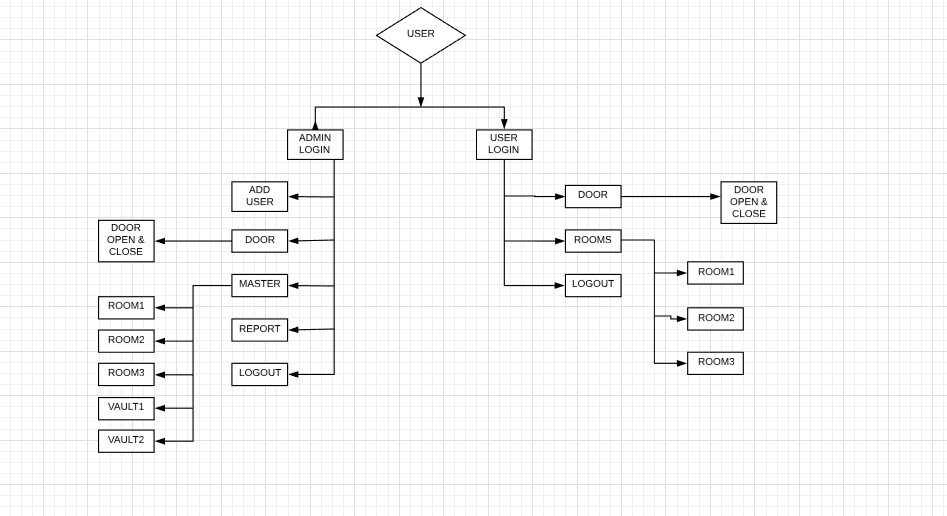 USER
ADMIN
LOGIN
USER
LOGIN
ADD
USER
DOOR
DOOR
OPEN &
CLOSE
MASTER
ROOM1
ROOM2
ROOM3
VAULT1
VAULT2
REPORT
LOGOUT
DOOR
DOOR
OPEN &
CLOSE
ROOMS
ROOM1
ROOM2
ROOM3
LOGOUT